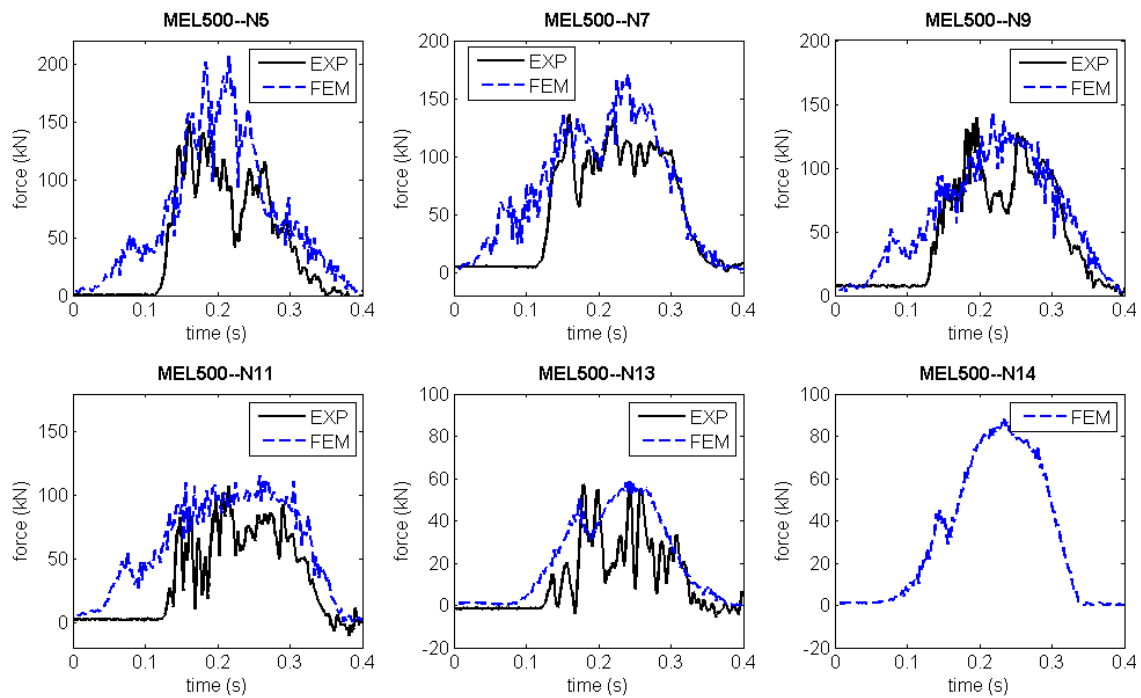 MEL500--N5
MEL500--N7
MEL500--N9
200
150
100
50
0
force (kN)
EXP
FEM
0 0.1 0.2 0.3 0.4
time (s)
200
150
100
50
0
force (kN)
EXP
FEM
0 0.1 0.2 0.3 0.4
time (s)
200
150
100
50
0
force (kN)
EXP
FEM
0 0.1 0.2 0.3 0.4
time (s)
MEL500--N11
MEL500--N13
MEL500--N14
150
100
50
0
force (kN)
EXP
FEM
0 0.1 0.2 0.3 0.4
time (s)
100
80
60
40
20
0
-20
force (kN)
EXP
FEM
0 0.1 0.2 0.3 0.4
time (s)
100
80
60
40
20
0
-20
force (kN)
FEM
0 0.1 0.2 0.3 0.4
time (s)